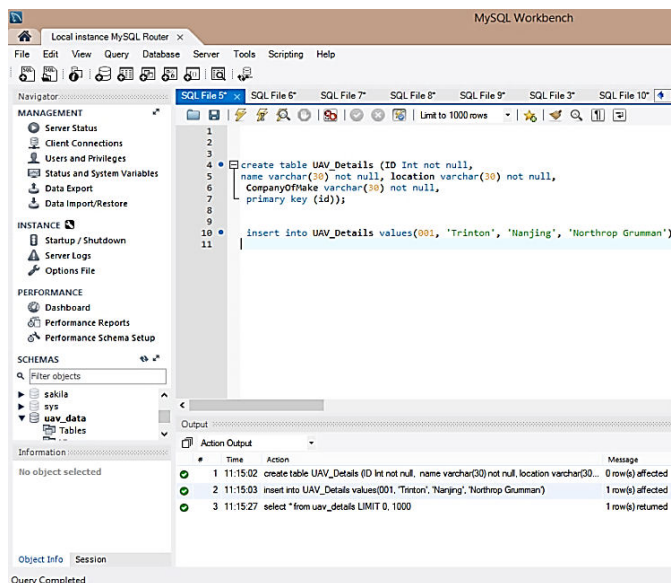 MySQL Workbench
Local instance MySQL Router ×
File Edit View Query Database Server Tools Scripting Help
Navigator
SQL File 5* × SQL File 6* SQL File 7* SQL File 8* SQL File 9* SQL File 3* SQL File 10*
MANAGEMENT
Server Status
Client Connections
Users and Privileges
Status and System Variables
Data Export
Data Import/Restore
INSTANCE
Startup / Shutdown
Server Logs
Options File
PERFORMANCE
Dashboard
Performance Reports
Performance Schema Setup
SCHEMAS
Filter objects
sakila
sys
uav_data
Tables
Information
No object selected
Object Info Session
Limit to 1000 rows
1
2
3
4 create table UAV_Details (ID Int not null,
5 name varchar(30) not null, location varchar(30) not null,
6 CompanyOfMake varchar(30) not null,
7 primary key (id));
8
9
10 insert into UAV_Details values(001, 'Trinton', 'Nanjing', 'Northrop Grumman')
11
Output
Action Output
# Time Action Message
1 11:15:02 create table UAV_Details (ID Int not null, name varchar(30) not null, location varchar(30... 0 row(s) affected
2 11:15:03 insert into UAV_Details values(001, 'Trinton', 'Nanjing', 'Northrop Grumman') 1 row(s) affected
3 11:15:27 select * from uav_details LIMIT 0, 1000 1 row(s) returned
Query Completed